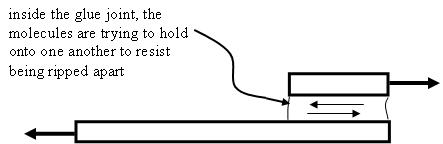 inside the glue joint, the
molecules are trying to hold
onto one another to resist
being ripped apart